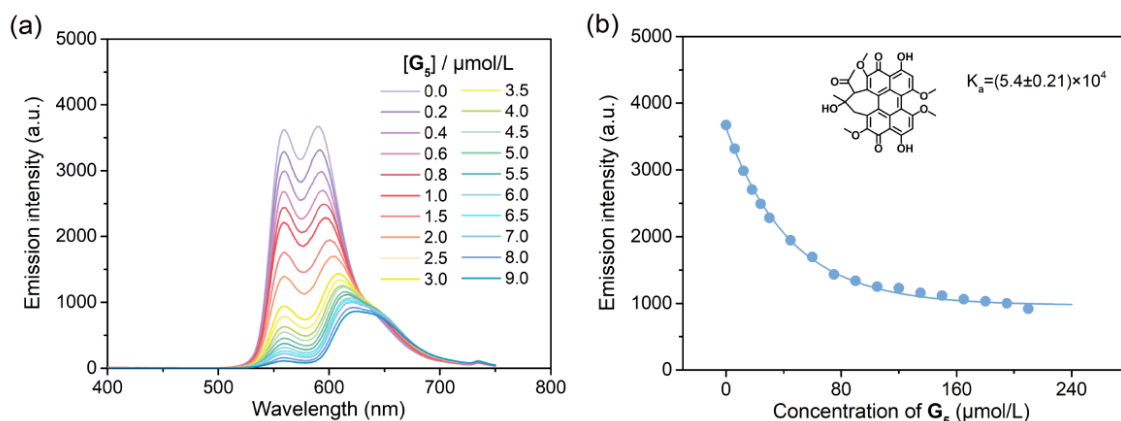 (a)
5000
4000
3000
2000
1000
0
400
500
600
700
800
Emission intensity (a.u.)
Wavelength (nm)
[G₅] / μmol/L
0.0 3.5
0.2 4.0
0.4 4.5
0.6 5.0
0.8 5.5
1.0 6.0
1.5 6.5
2.0 7.0
2.5 8.0
3.0 9.0
(b)
5000
4000
3000
2000
1000
0
0
80
160
240
Emission intensity (a.u.)
Concentration of G₅ (μmol/L)
O O OH
O O
O
HO O
O
O OH
Kₐ=(5.4±0.21)×10⁴